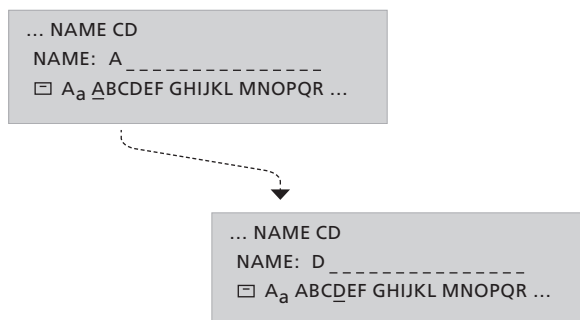 ... NAME CD
NAME: A _ _ _ _ _ _ _ _ _ _ _ _ _ _ _
Aa ABCDEF GHIJKL MNOPQR ...
... NAME CD
NAME: D _ _ _ _ _ _ _ _ _ _ _ _ _ _ _
Aa ABCDEF GHIJKL MNOPQR ...